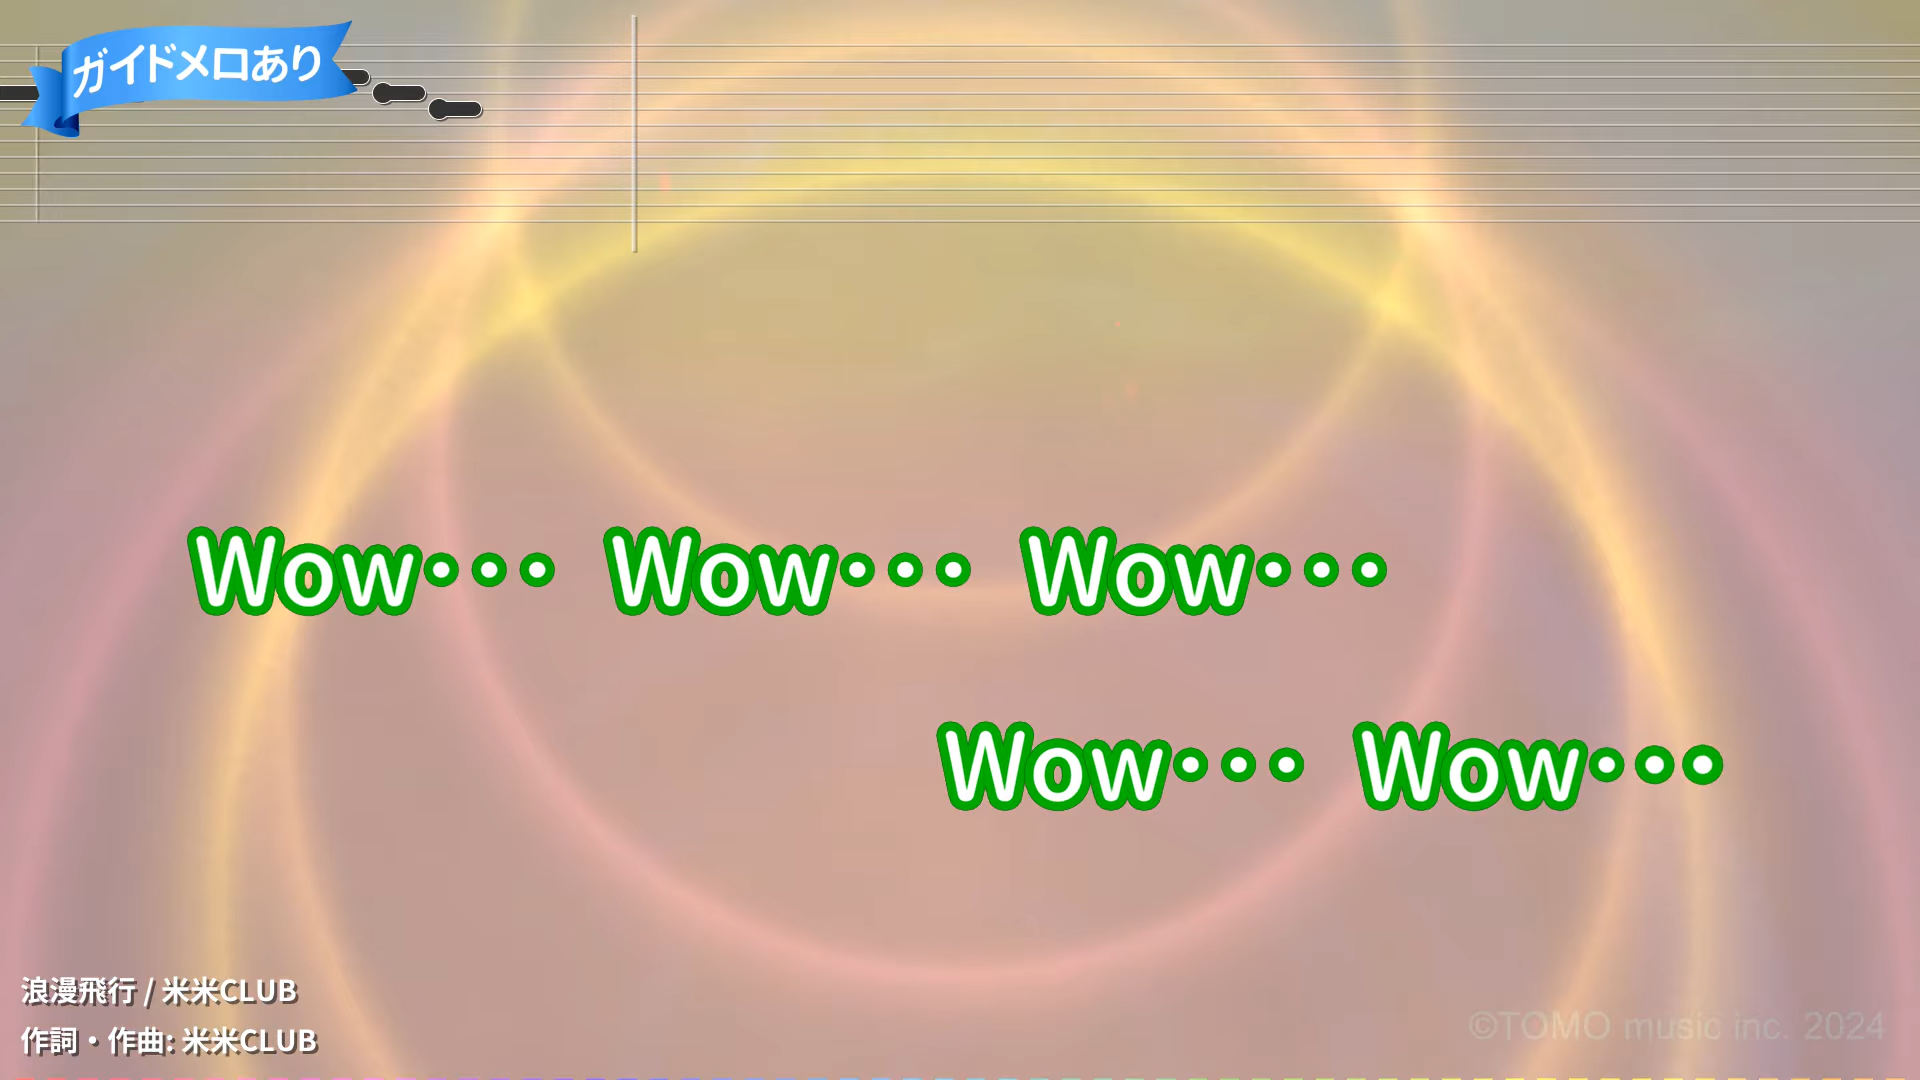 ガイドメロあり
Wow・・・ Wow・・・ Wow・・・
Wow・・・ Wow・・・
浪漫飛行 / 米米CLUB
作詞・作曲: 米米CLUB
©TOMO music inc. 2024